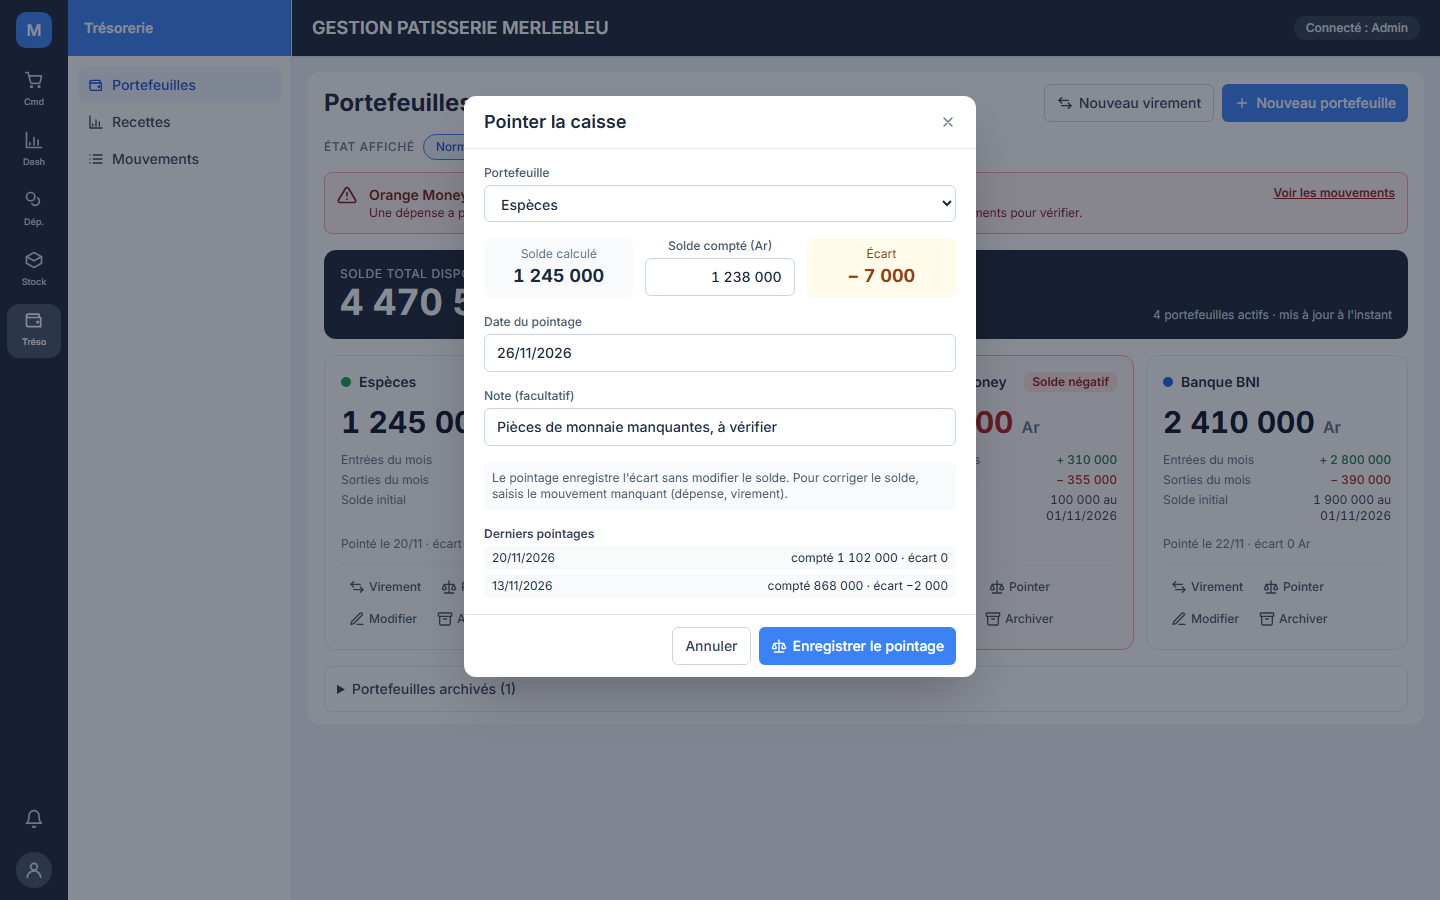 M
Trésorerie
GESTION PATISSERIE MERLEBLEU
Connecté : Admin
Cmd
Dash
Dép.
Stock
Tréso
Portefeuilles
Recettes
Mouvements
Portefeuilles
Nouveau virement
Nouveau portefeuille
ÉTAT AFFICHÉ
Orange Money
Voir les mouvements
Une dépense a
pour vérifier.
SOLDE TOTAL
4 470
4 portefeuilles actifs · mis à jour à l'instant
Espèces
1 245
Entrées du mois
Sorties du mois
Solde initial
Pointé le 20/11 · écart
Virement
Modifier
Solde négatif
Ar
+ 310 000
− 355 000
100 000 au
01/11/2026
Pointer
Archiver
Banque BNI
2 410 000 Ar
Entrées du mois + 2 800 000
Sorties du mois − 390 000
Solde initial 1 900 000 au
01/11/2026
Pointé le 22/11 · écart 0 Ar
Virement Pointer
Modifier Archiver
Portefeuilles archivés (1)
Pointer la caisse
Portefeuille
Espèces
Solde calculé
1 245 000
Solde compté (Ar)
1 238 000
Écart
− 7 000
Date du pointage
26/11/2026
Note (facultatif)
Pièces de monnaie manquantes, à vérifier
Le pointage enregistre l'écart sans modifier le solde. Pour corriger le solde,
saisis le mouvement manquant (dépense, virement).
Derniers pointages
20/11/2026 compté 1 102 000 · écart 0
13/11/2026 compté 868 000 · écart −2 000
Annuler
Enregistrer le pointage